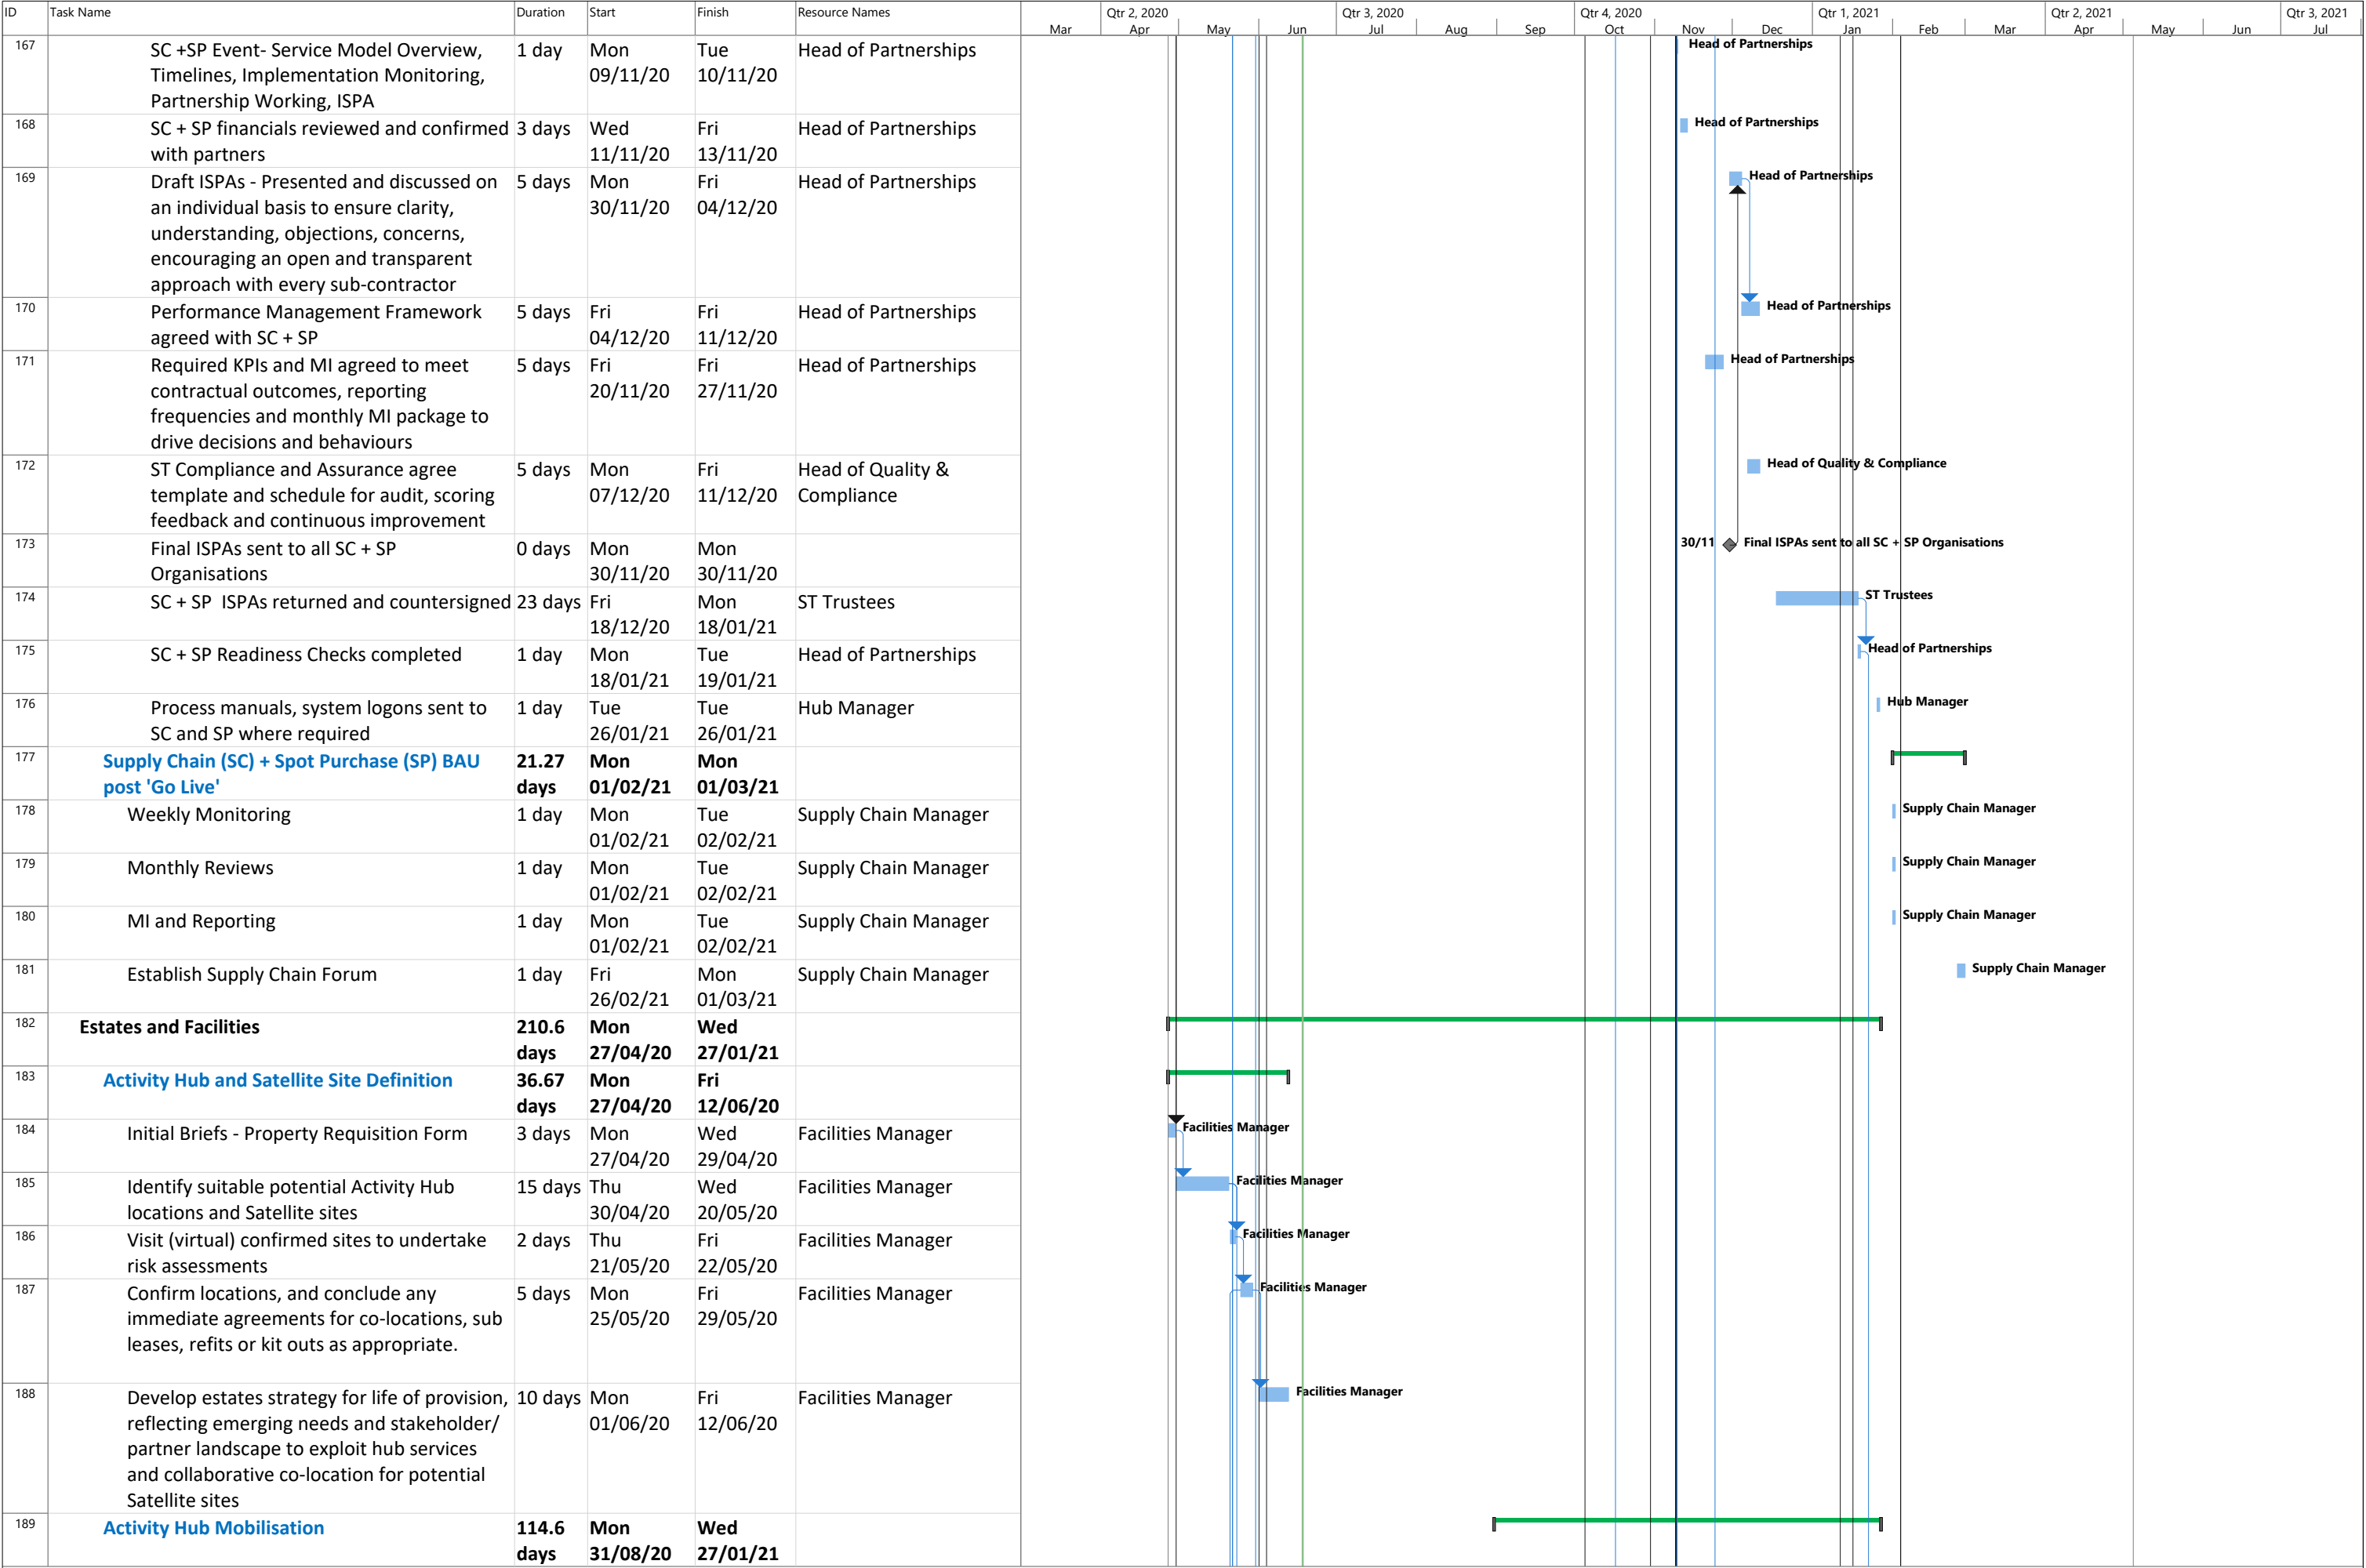 ID Task Name Duration Start Finish Resource Names
Qtr 2, 2020 Qtr 3, 2020 Qtr 4, 2020 Qtr 1, 2021 Qtr 2, 2021 Qtr 3, 2021
Mar Apr May Jun Jul Aug Sep Oct Nov Dec Jan Feb Mar Apr May Jun Jul
167 SC +SP Event- Service Model Overview, 1 day Mon Tue Head of Partnerships Head of Partnerships
Timelines, Implementation Monitoring, 09/11/20 10/11/20
Partnership Working, ISPA
168 SC + SP financials reviewed and confirmed 3 days Wed Fri Head of Partnerships Head of Partnerships
with partners 11/11/20 13/11/20
169 Draft ISPAs - Presented and discussed on 5 days Mon Fri Head of Partnerships Head of Partnerships
an individual basis to ensure clarity, 30/11/20 04/12/20
understanding, objections, concerns,
encouraging an open and transparent
approach with every sub-contractor
170 Performance Management Framework 5 days Fri Fri Head of Partnerships Head of Partnerships
agreed with SC + SP 04/12/20 11/12/20
171 Required KPIs and MI agreed to meet 5 days Fri Fri Head of Partnerships Head of Partnerships
contractual outcomes, reporting 20/11/20 27/11/20
frequencies and monthly MI package to
drive decisions and behaviours
172 ST Compliance and Assurance agree 5 days Mon Fri Head of Quality & Head of Quality & Compliance
template and schedule for audit, scoring 07/12/20 11/12/20 Compliance
feedback and continuous improvement
173 Final ISPAs sent to all SC + SP 0 days Mon Mon 30/11 Final ISPAs sent to all SC + SP Organisations
Organisations 30/11/20 30/11/20
174 SC + SP ISPAs returned and countersigned 23 days Fri Mon ST Trustees ST Trustees
18/12/20 18/01/21
175 SC + SP Readiness Checks completed 1 day Mon Tue Head of Partnerships Head of Partnerships
18/01/21 19/01/21
176 Process manuals, system logons sent to 1 day Tue Tue Hub Manager Hub Manager
SC and SP where required 26/01/21 26/01/21
177 Supply Chain (SC) + Spot Purchase (SP) BAU 21.27 Mon Mon
post 'Go Live' days 01/02/21 01/03/21
178 Weekly Monitoring 1 day Mon Tue Supply Chain Manager Supply Chain Manager
01/02/21 02/02/21
179 Monthly Reviews 1 day Mon Tue Supply Chain Manager Supply Chain Manager
01/02/21 02/02/21
180 MI and Reporting 1 day Mon Tue Supply Chain Manager Supply Chain Manager
01/02/21 02/02/21
181 Establish Supply Chain Forum 1 day Fri Mon Supply Chain Manager Supply Chain Manager
26/02/21 01/03/21
182 Estates and Facilities 210.6 Mon Wed
days 27/04/20 27/01/21
183 Activity Hub and Satellite Site Definition 36.67 Mon Fri
days 27/04/20 12/06/20
184 Initial Briefs - Property Requisition Form 3 days Mon Wed Facilities Manager Facilities Manager
27/04/20 29/04/20
185 Identify suitable potential Activity Hub 15 days Thu Wed Facilities Manager Facilities Manager
locations and Satellite sites 30/04/20 20/05/20
186 Visit (virtual) confirmed sites to undertake 2 days Thu Fri Facilities Manager Facilities Manager
risk assessments 21/05/20 22/05/20
187 Confirm locations, and conclude any 5 days Mon Fri Facilities Manager Facilities Manager
immediate agreements for co-locations, sub 25/05/20 29/05/20
leases, refits or kit outs as appropriate.
188 Develop estates strategy for life of provision, 10 days Mon Fri Facilities Manager Facilities Manager
reflecting emerging needs and stakeholder/ 01/06/20 12/06/20
partner landscape to exploit hub services
and collaborative co-location for potential
Satellite sites
189 Activity Hub Mobilisation 114.6 Mon Wed
days 31/08/20 27/01/21